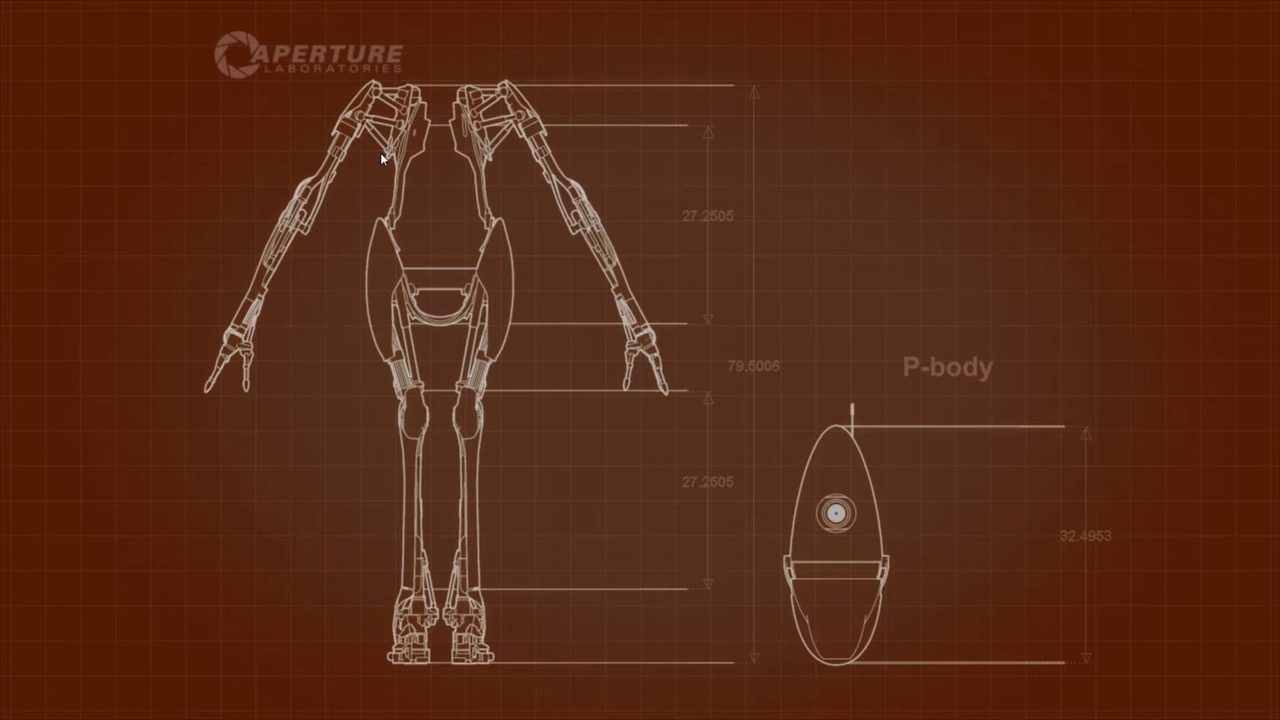 APERTURE
LABORATORIES
27.2505
79.5006
P-body
27.2505
32.4953